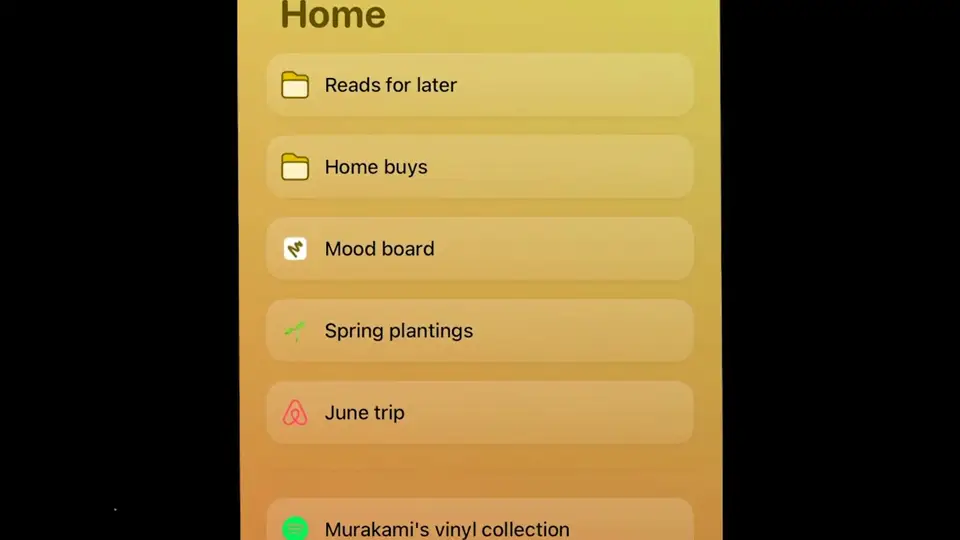 Home
Reads for later
Home buys
Mood board
Spring plantings
June trip
Murakami's vinyl collection